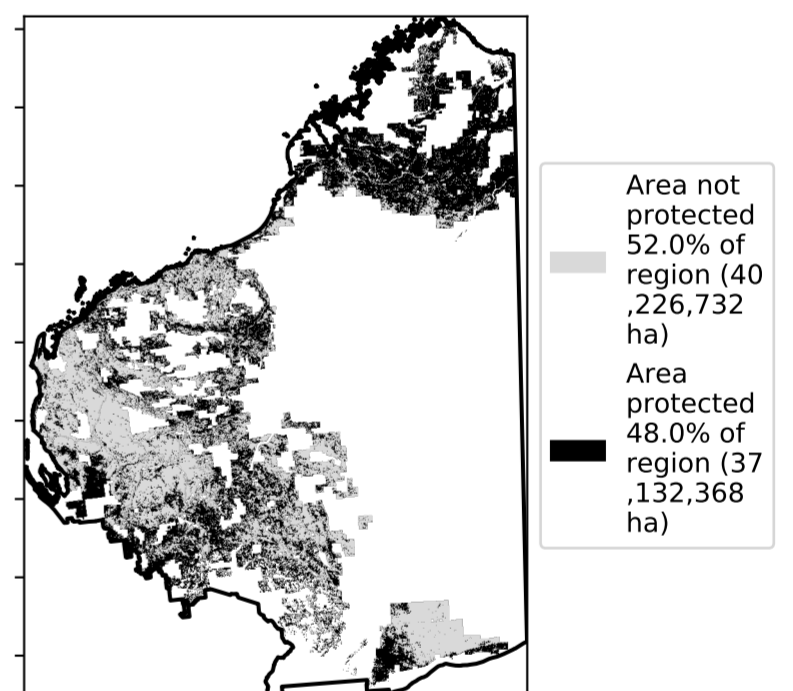 Area not
protected
52.0% of
region (40
,226,732
ha)
Area
protected
48.0% of
region (37
,132,368
ha)